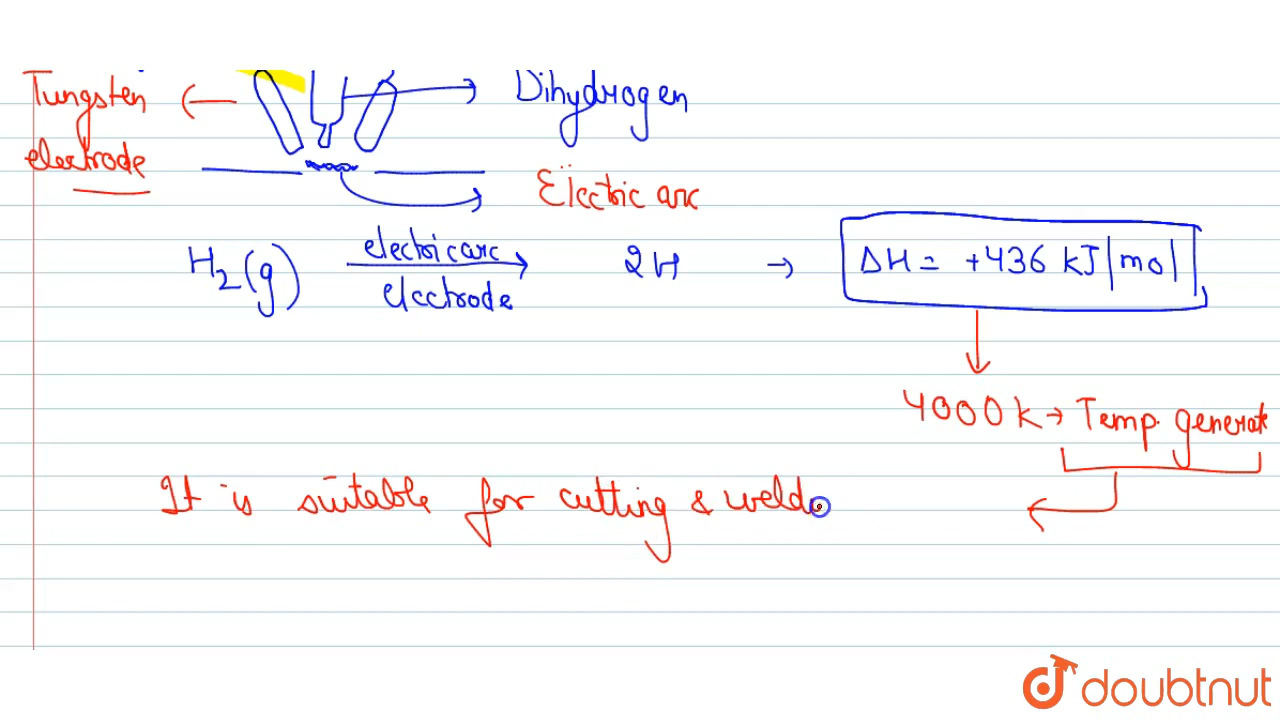 Tungsten
electrode
Dihydrogen
Electric arc
H₂(g) electric arc → 2H → ΔH = +436 kJ/mol
electrode
4000 K → Temp. generate
It is suitable for cutting & weld
doubtnut